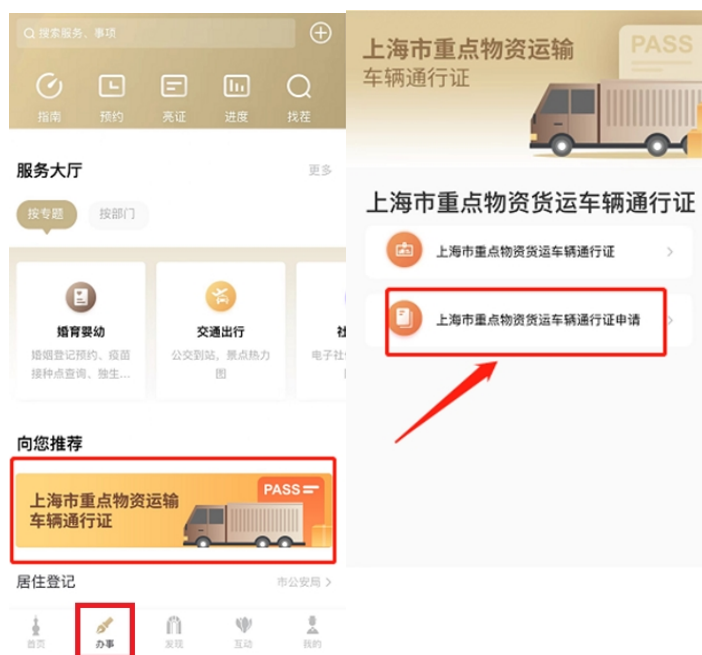 搜索服务、事项
指南
预约
亮证
进度
找茬
服务大厅
更多
按专题
按部门
婚育婴幼
婚姻登记预约、疫苗
接种点查询、独生...
交通出行
公交到站，景点热力
图
电子社
向您推荐
上海市重点物资运输
车辆通行证
PASS
居住登记
市公安局
首页
办事
发现
互动
我的
上海市重点物资运输
车辆通行证
PASS
上海市重点物资货运车辆通行证
上海市重点物资货运车辆通行证
上海市重点物资货运车辆通行证申请